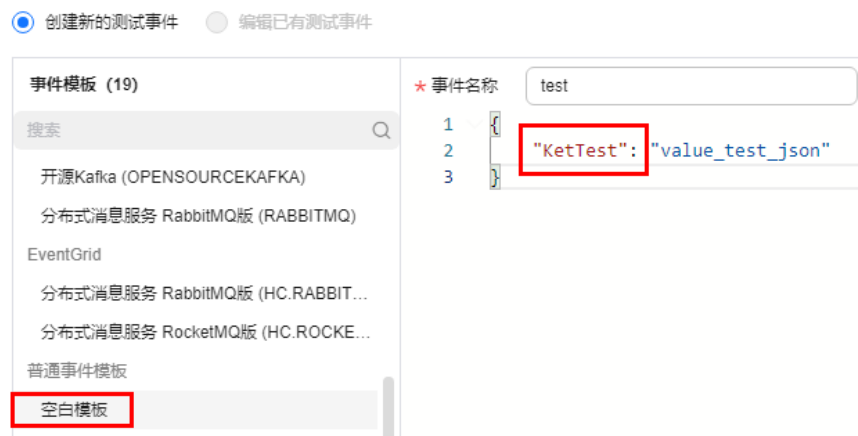 创建新的测试事件 编辑已有测试事件
事件模板 (19)
搜索
开源Kafka (OPENSOURCEKAFKA)
分布式消息服务 RabbitMQ版 (RABBITMQ)
EventGrid
分布式消息服务 RabbitMQ版 (HC.RABBIT...
分布式消息服务 RocketMQ版 (HC.ROCKE...
普通事件模板
空白模板
* 事件名称 test
1 {
2 "KetTest": "value_test_json"
3 }